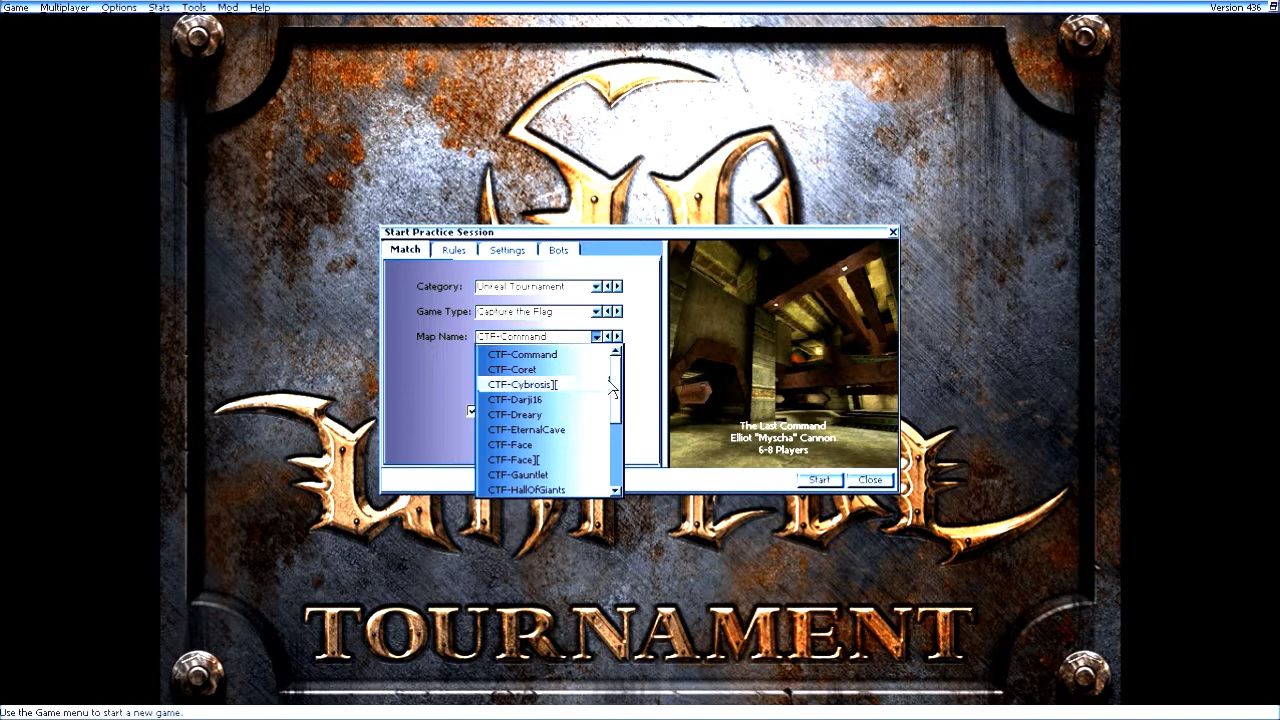 Game Multiplayer Options Stats Tools Mod Help Version 436
Start Practice Session
Match Rules Settings Bots
Category: Unreal Tournament
Game Type: Capture the Flag
Map Name: CTF-Command
CTF-Command
CTF-Coret
CTF-Cybrosis][
CTF-Darji16
CTF-Dreary
CTF-EternalCave
CTF-Face
CTF-Face][
CTF-Gauntlet
CTF-HallOfGiants
The Last Command
Elliot "Myscha" Cannon
6-8 Players
Start Close
TOURNAMENT
Use the Game menu to start a new game.